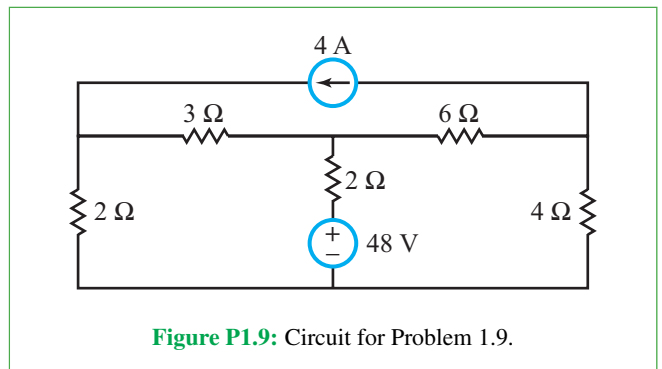 4 A
3 Ω
6 Ω
2 Ω
2 Ω
4 Ω
+
48 V
−
Figure P1.9: Circuit for Problem 1.9.